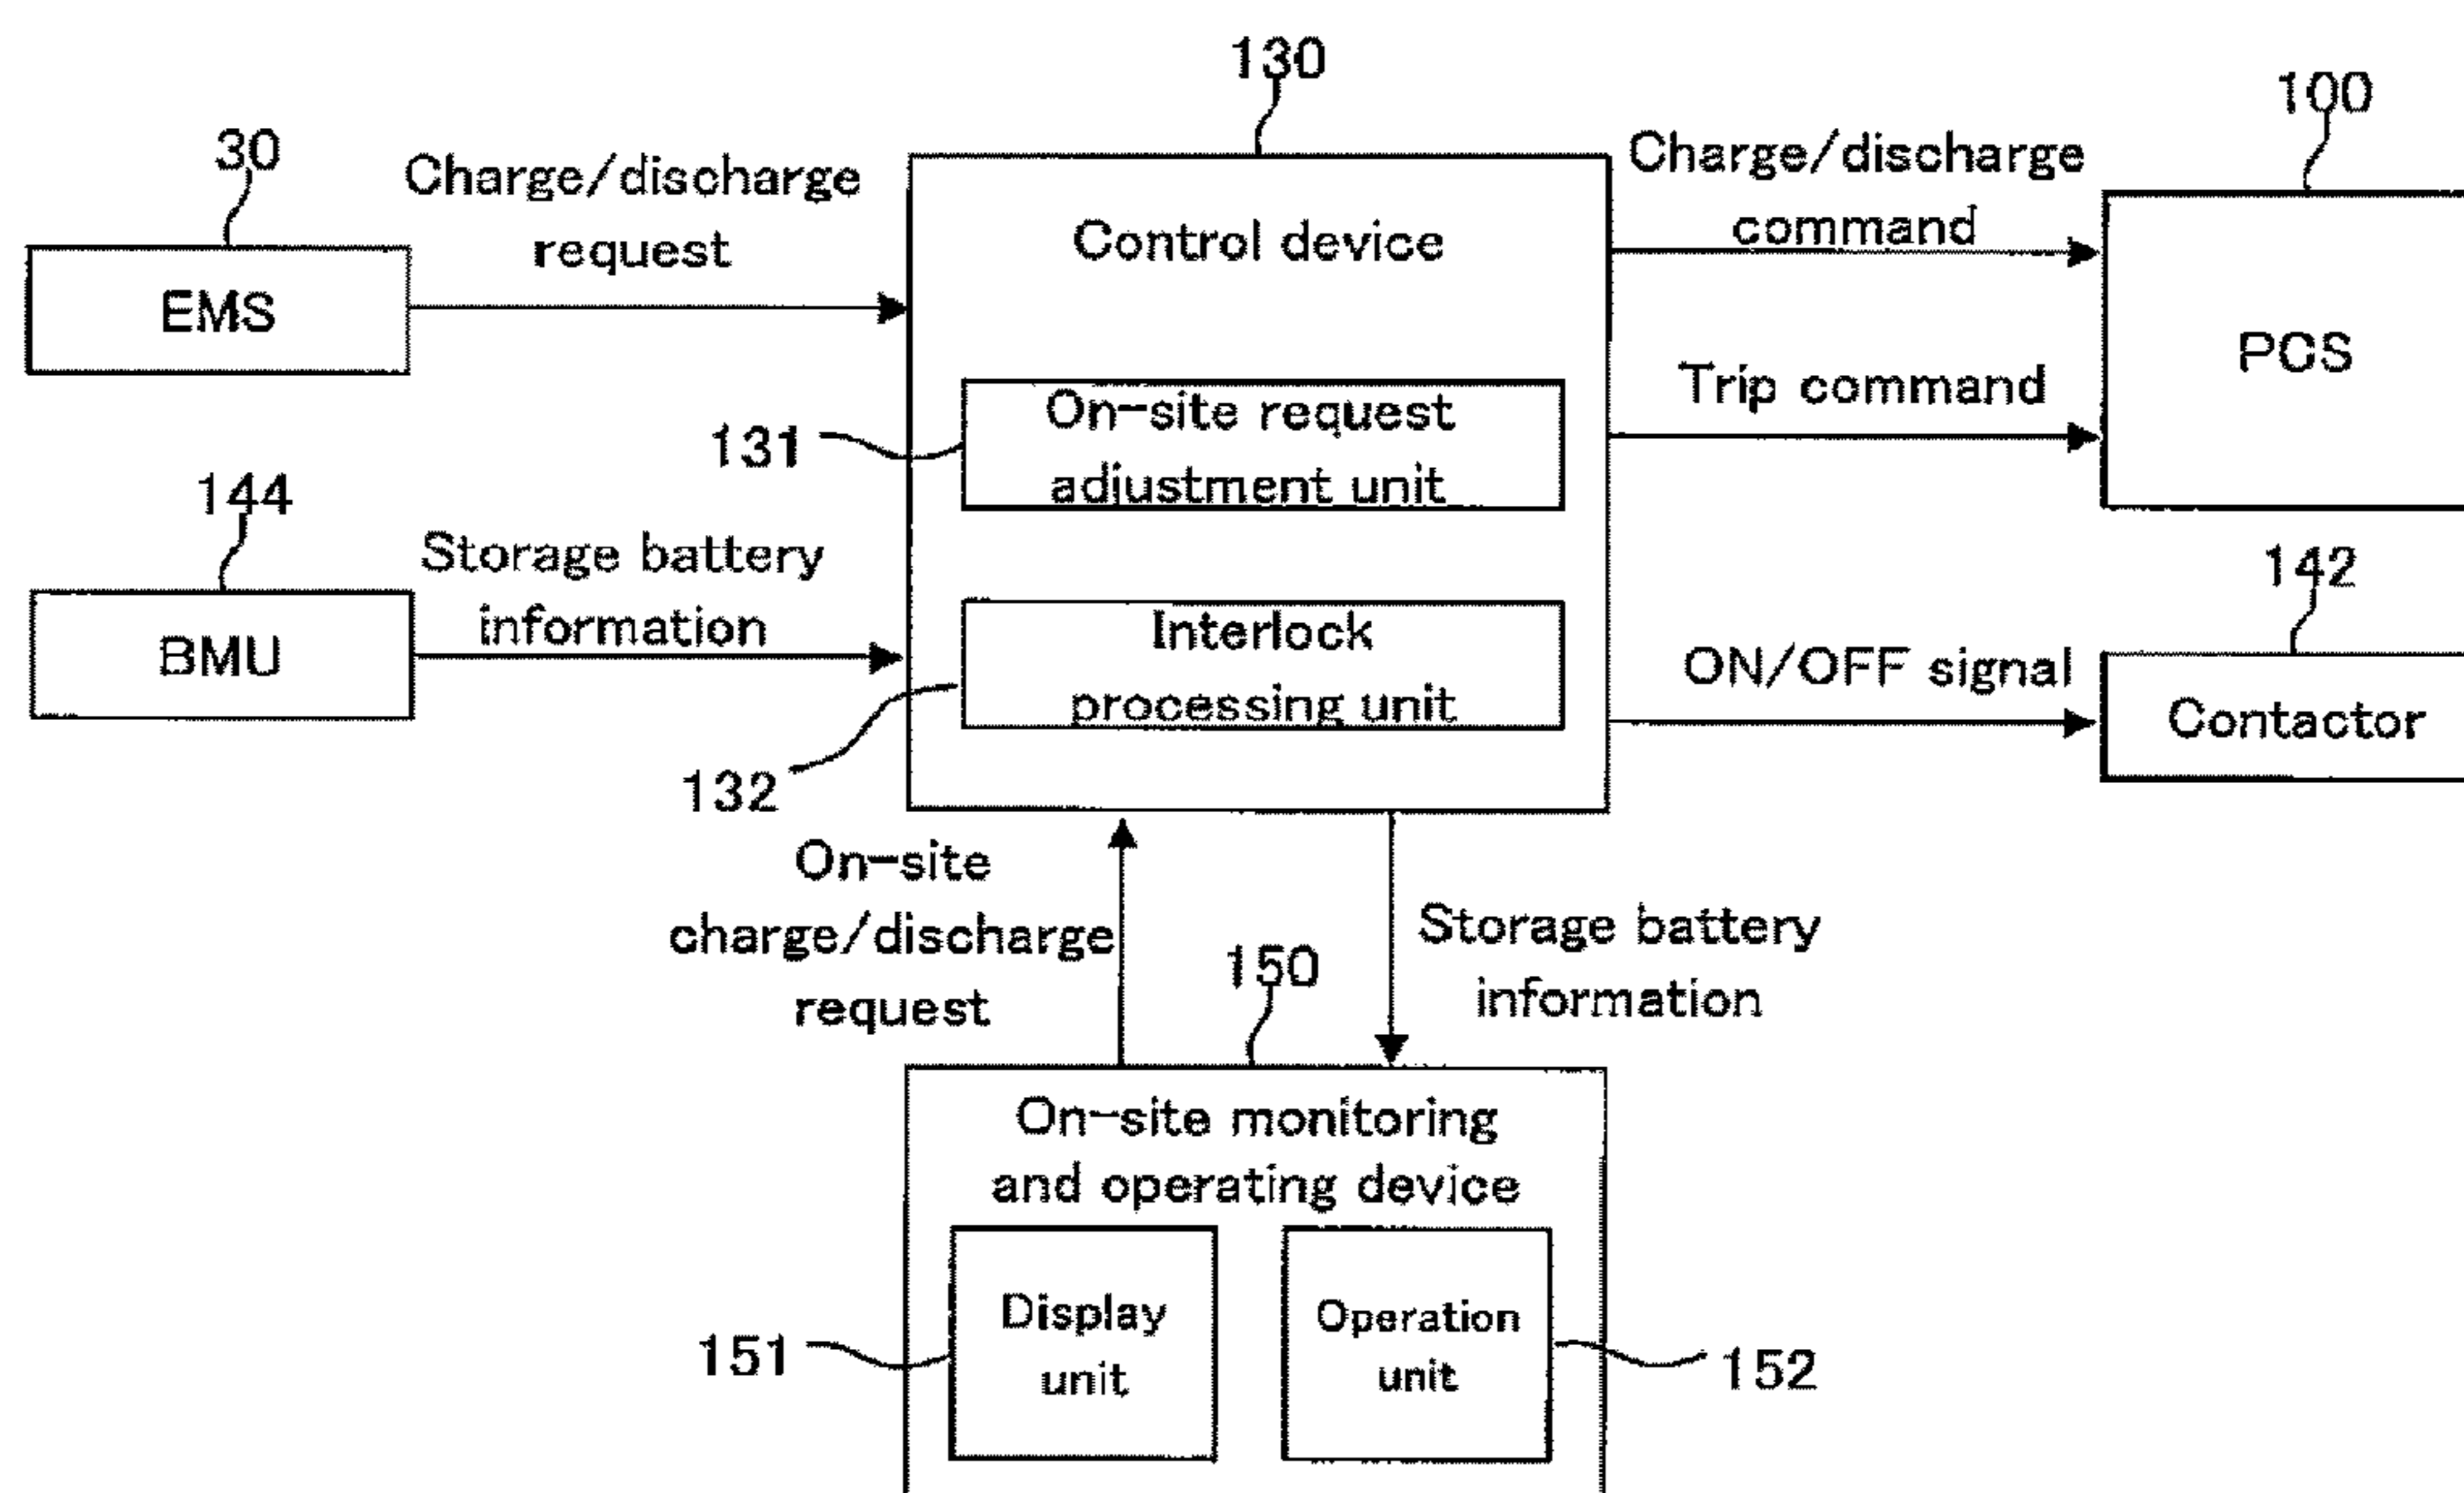 130
100
30
Charge/discharge
request
Charge/discharge
command
Control device
EMS
PCS
On-site request
adjustment unit
131
Trip command
144
Storage battery
information
BMU
142
Interlock
processing unit
132
ON/OFF signal
Contactor
On-site
charge/discharge
request
150
Storage battery
information
On-site monitoring
and operating device
Display
unit
Operation
unit
151
152